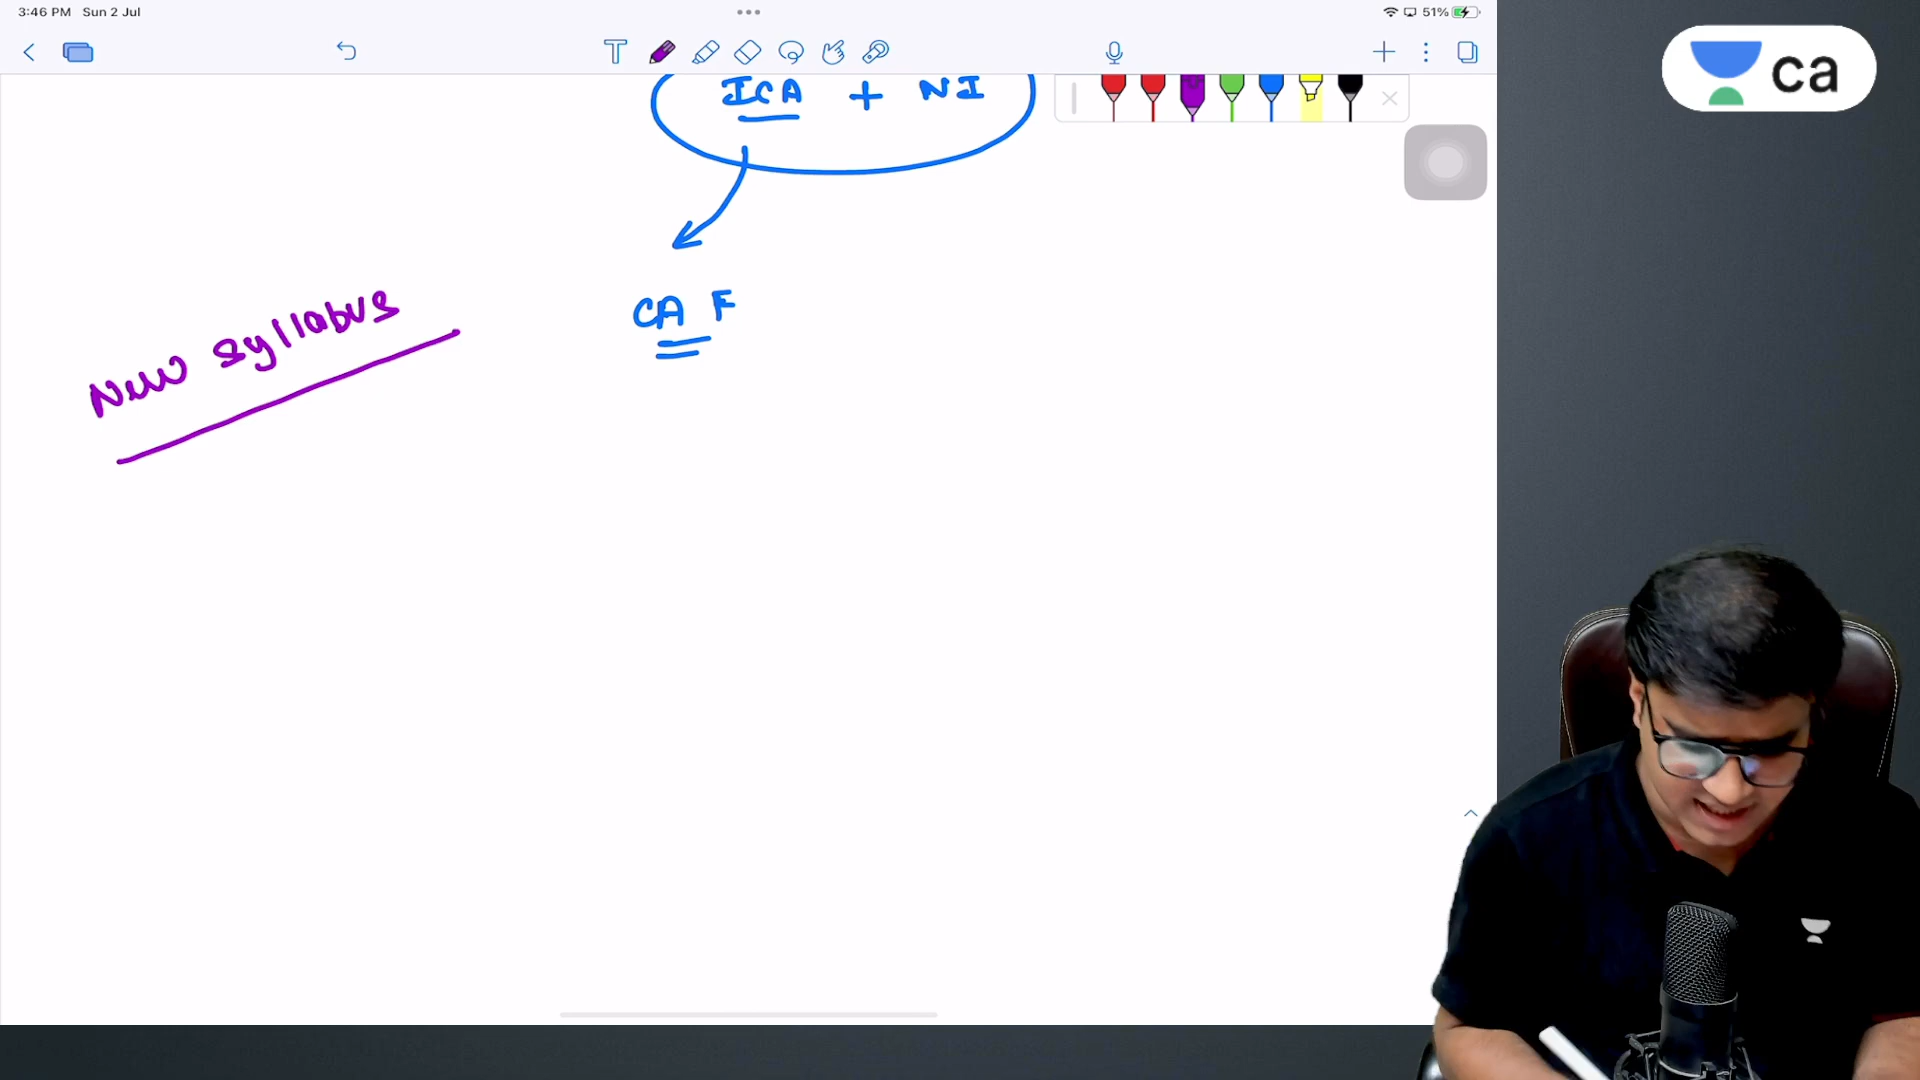 3:46 PM Sun 2 Jul
51%
T
ca
ICA + NI
CA F
New Syllabus